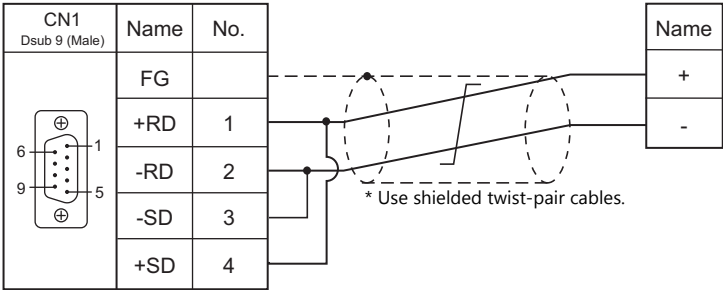 CN1
Dsub 9 (Male)
Name
No.
Name
FG
+
+RD
1
-
6
1
-RD
2
9
5
* Use shielded twist-pair cables.
-SD
3
+SD
4